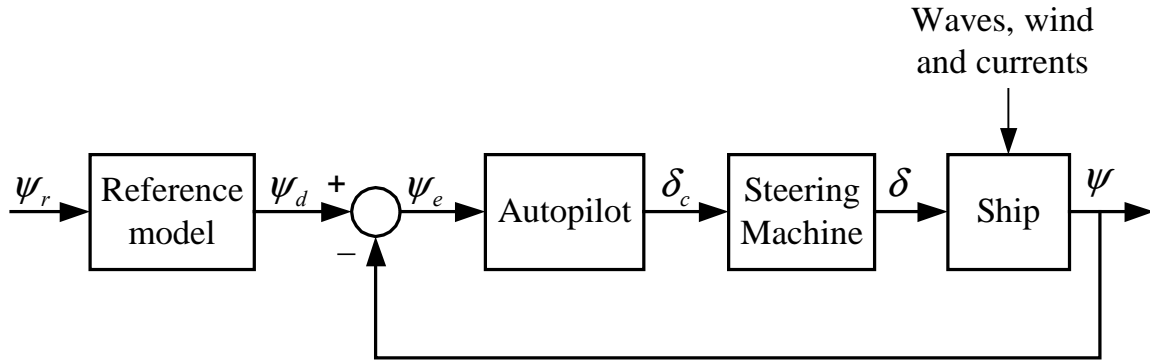 Waves, wind
and currents
ψr
Reference
model
ψd
+
−
ψe
Autopilot
δc
Steering
Machine
δ
Ship
ψ